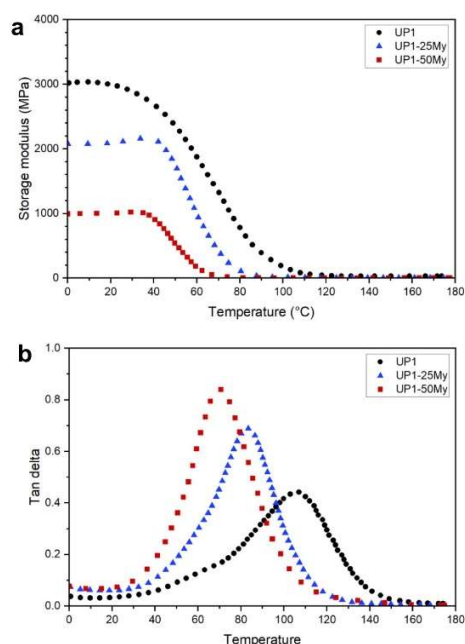 a
UP1
UP1-25My
UP1-50My
Storage modulus (MPa)
4000
3000
2000
1000
0
0 20 40 60 80 100 120 140 160 180
Temperature (°C)
b
UP1
UP1-25My
UP1-50My
Tan delta
1.0
0.8
0.6
0.4
0.2
0.0
0 20 40 60 80 100 120 140 160 180
Temperature